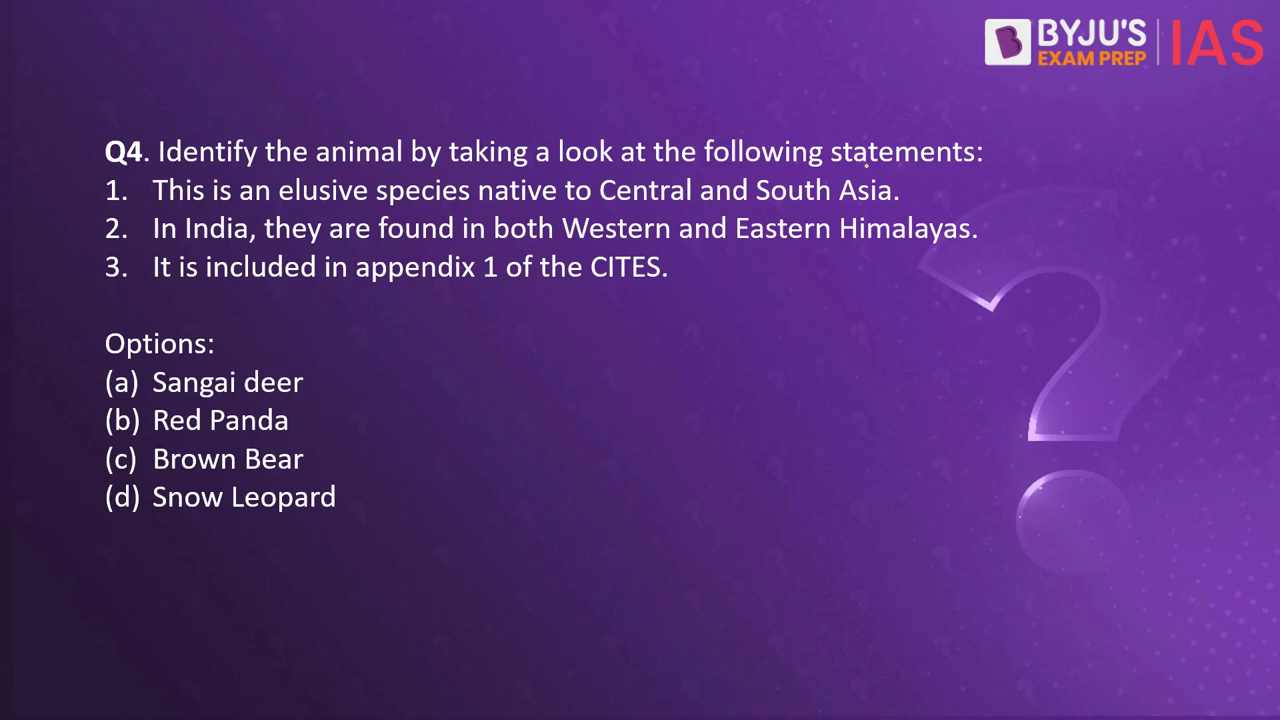 BYJU'S
EXAM PREP
IAS
Q4. Identify the animal by taking a look at the following statements:
1. This is an elusive species native to Central and South Asia.
2. In India, they are found in both Western and Eastern Himalayas.
3. It is included in appendix 1 of the CITES.
Options:
(a) Sangai deer
(b) Red Panda
(c) Brown Bear
(d) Snow Leopard